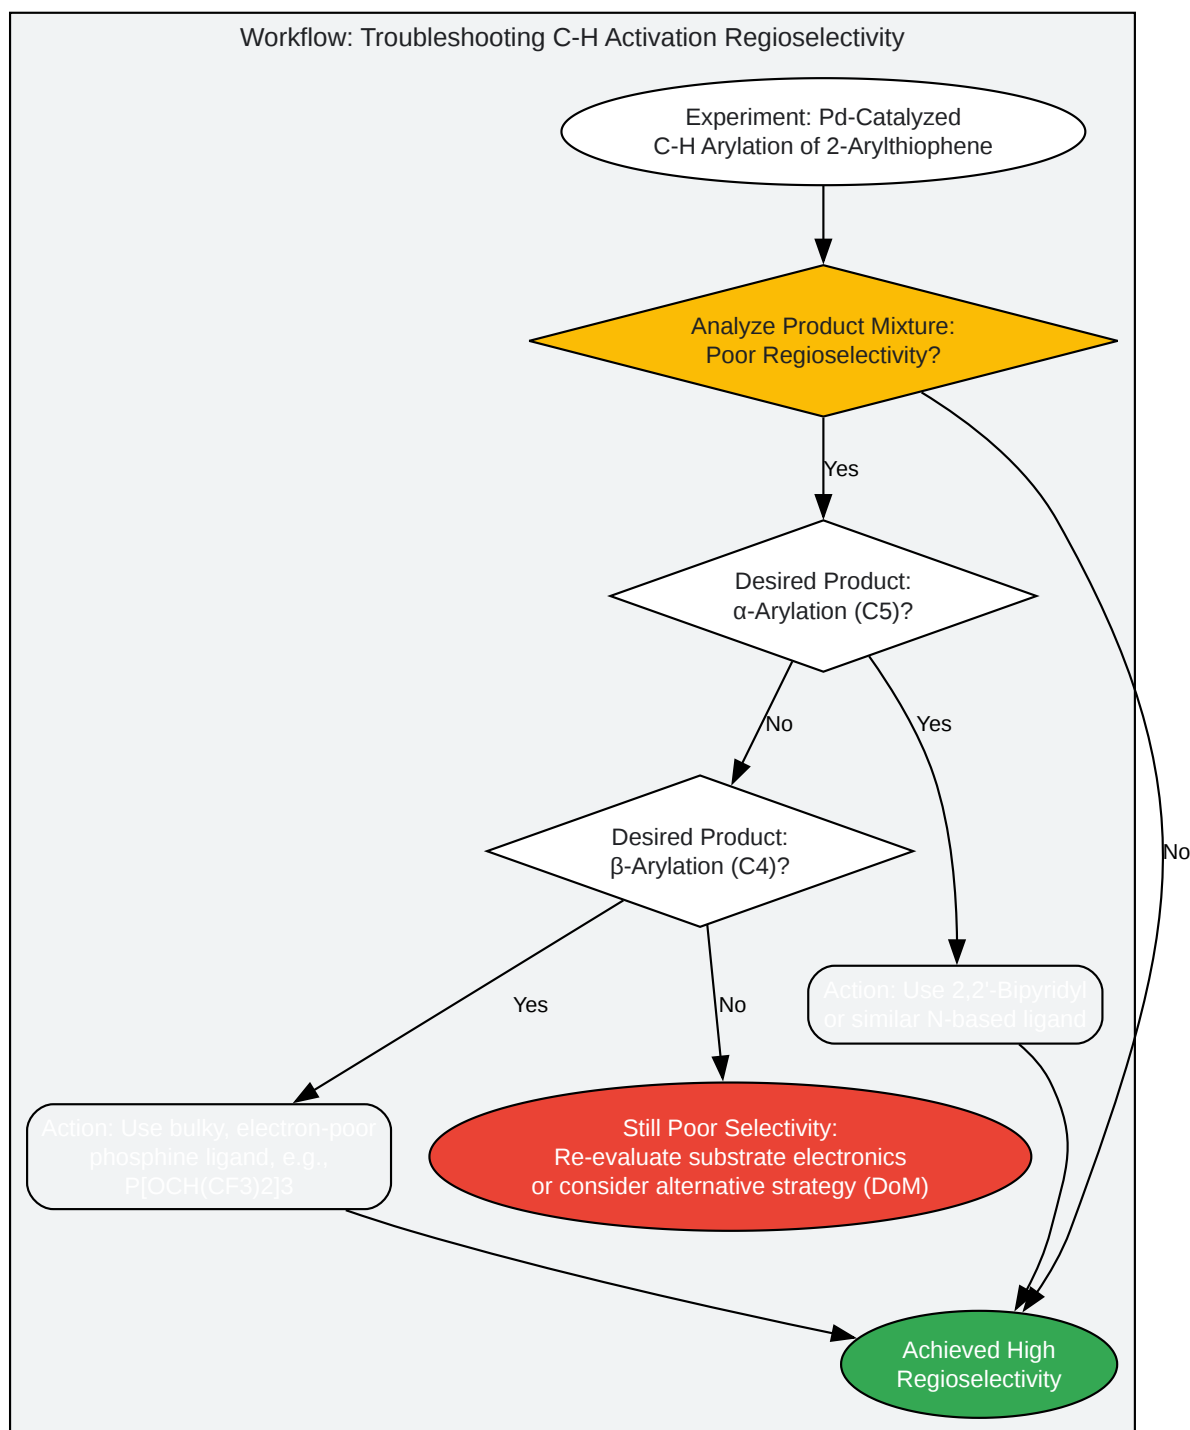 Workflow: Troubleshooting C-H Activation Regioselectivity
Experiment: Pd-Catalyzed
C-H Arylation of 2-Arylthiophene
Analyze Product Mixture:
Poor Regioselectivity?
Yes
Desired Product:
α-Arylation (C5)?
No
Yes
Desired Product:
β-Arylation (C4)?
No
Yes
No
Action: Use 2,2'-Bipyridyl
or similar N-based ligand
Action: Use bulky, electron-poor
phosphine ligand, e.g.,
P[OCH(CF3)2]3
Still Poor Selectivity:
Re-evaluate substrate electronics
or consider alternative strategy (DoM)
Achieved High
Regioselectivity